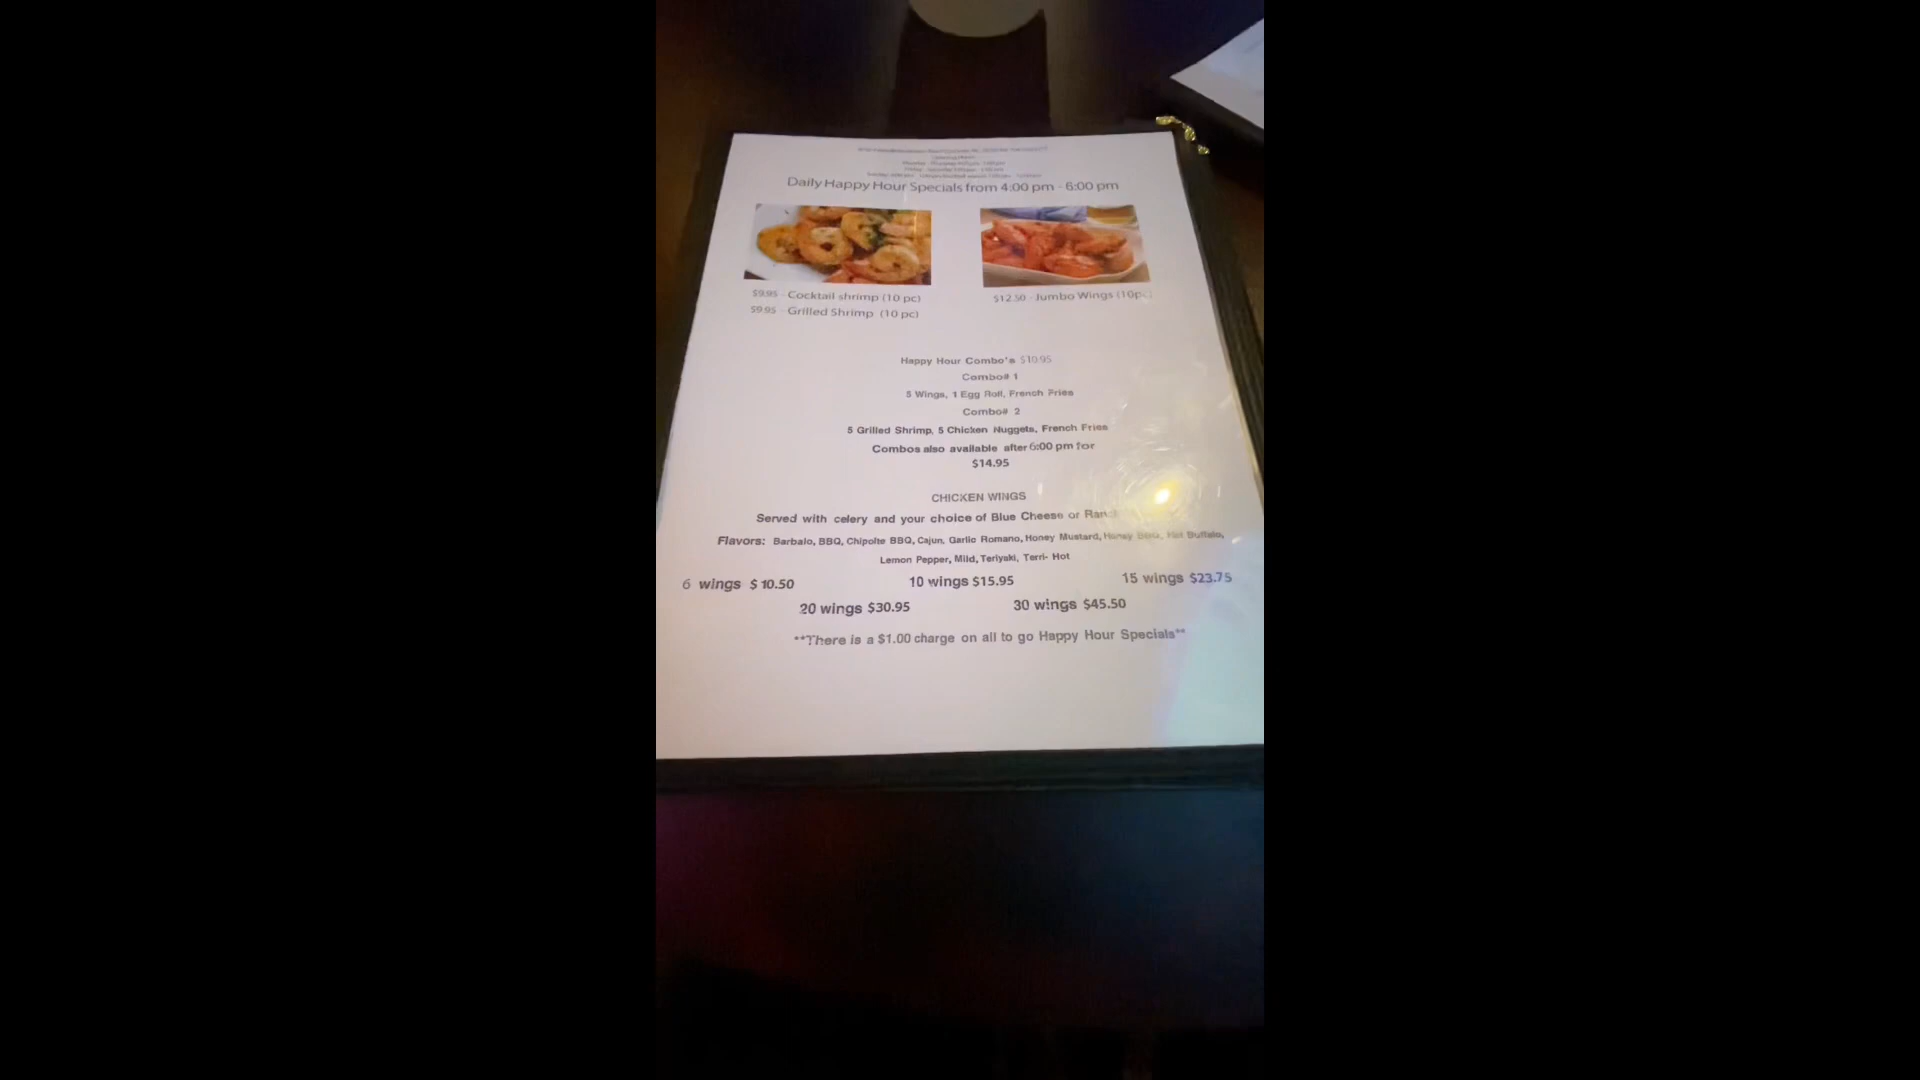 Daily Happy Hour Specials from 4:00 pm - 6:00 pm
$9.95 - Cocktail shrimp (10 pc)
$9.95 - Grilled Shrimp (10 pc)
$12.50 - Jumbo Wings (10pc)
Happy Hour Combo's $10.95
Combo# 1
5 Wings, 1 Egg Roll, French Fries
Combo# 2
5 Grilled Shrimp, 5 Chicken Nuggets, French Fries
Combos also available after 6:00 pm for
$14.95
CHICKEN WINGS
Served with celery and your choice of Blue Cheese or Ranch
Flavors: Barbalo, BBQ, Chipolte BBQ, Cajun, Garlic Romano, Honey Mustard, Honey BBQ, Hot Buffalo,
Lemon Pepper, Mild, Teriyaki, Terri- Hot
6 wings $ 10.50 10 wings $15.95 15 wings $23.75
20 wings $30.95 30 wings $45.50
**There is a $1.00 charge on all to go Happy Hour Specials**